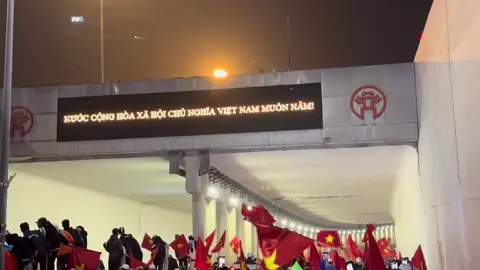 NƯỚC CỘNG HÒA XÃ HỘI CHỦ NGHĨA VIỆT NAM MUÔN NĂM!